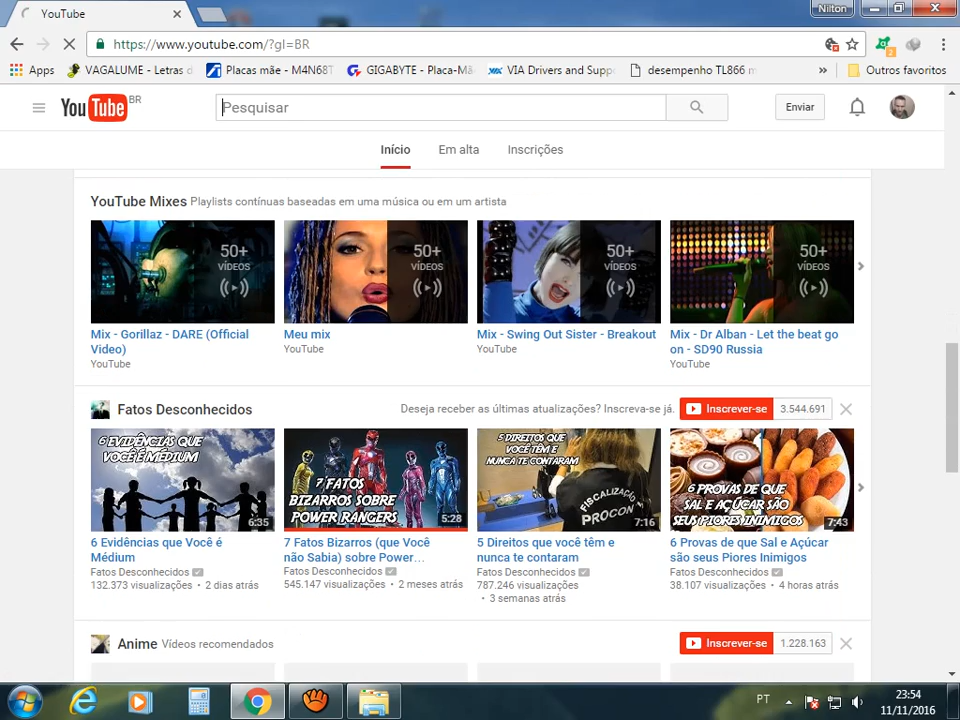 YouTube
Nilton
https://www.youtube.com/?gl=BR
Apps
VAGALUME - Letras d
Placas mãe - M4N68T
GIGABYTE - Placa-Mã
VIA Drivers and Supp
desempenho TL866 m
»
Outros favoritos
YouTube BR
Pesquisar
Enviar
Início
Em alta
Inscrições
YouTube Mixes Playlists contínuas baseadas em uma música ou em um artista
50+
VÍDEOS
50+
VÍDEOS
50+
VÍDEOS
50+
VÍDEOS
Mix - Gorillaz - DARE (Official
Video)
YouTube
Meu mix
YouTube
Mix - Swing Out Sister - Breakout
YouTube
Mix - Dr Alban - Let the beat go
on - SD90 Russia
YouTube
Fatos Desconhecidos
Deseja receber as últimas atualizações? Inscreva-se já.
Inscrever-se
3.544.691
6 EVIDÊNCIAS QUE
VOCÊ É MÉDIUM
6:35
7 FATOS
BIZARROS SOBRE
POWER RANGERS
5:28
5 DIREITOS QUE
VOCÊ TÊM E
NUNCA TE CONTARAM
FISCALIZAÇÃO
PROCON
7:16
6 PROVAS DE QUE
SAL E AÇÚCAR SÃO
SEUS PIORES INIMIGOS
7:43
6 Evidências que Você é
Médium
Fatos Desconhecidos
132.373 visualizações • 2 dias atrás
7 Fatos Bizarros (que Você
não Sabia) sobre Power...
Fatos Desconhecidos
545.147 visualizações • 2 meses atrás
5 Direitos que você têm e
nunca te contaram
Fatos Desconhecidos
787.246 visualizações
• 3 semanas atrás
6 Provas de que Sal e Açúcar
são seus Piores Inimigos
Fatos Desconhecidos
38.107 visualizações • 4 horas atrás
Anime Vídeos recomendados
Inscrever-se
1.228.163
PT
23:54
11/11/2016